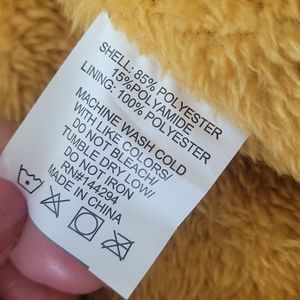 SHELL: 85% POLYESTER
15%POLYAMIDE
LINING: 100% POLYESTER
MACHINE WASH COLD
WITH LIKE COLORS/
DO NOT BLEACH/
TUMBLE DRY LOW/
DO NOT IRON
RN#144294
MADE IN CHINA